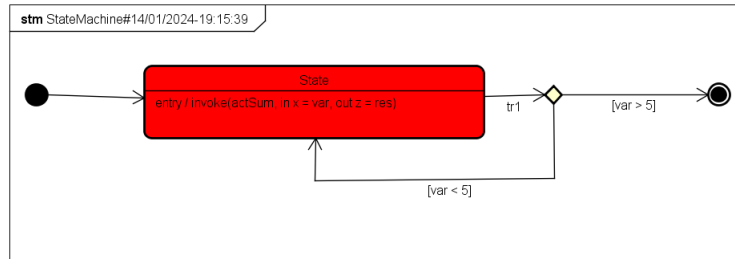 stm StateMachine#14/01/2024-19:15:39
State
entry / invoke(actSum, in x = var, out z = res)
tr1
[var > 5]
[var < 5]